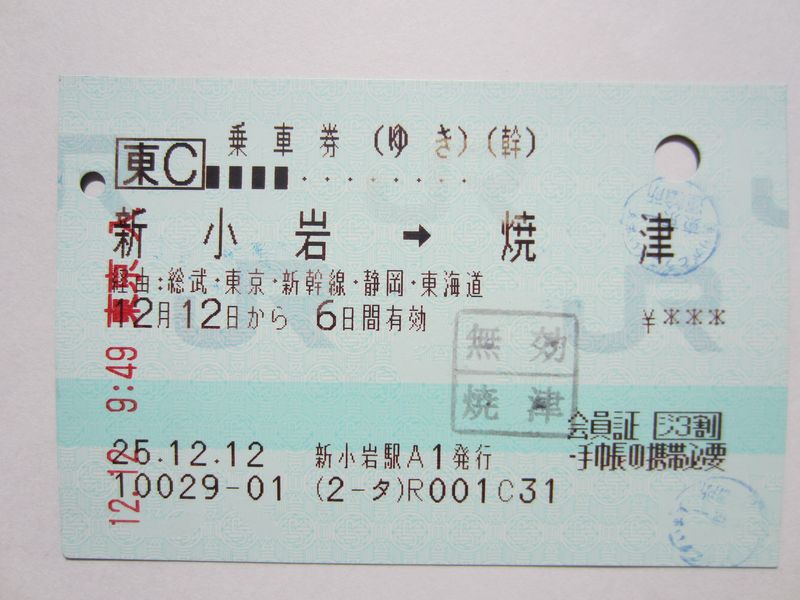 乗車券(ゆき)(幹)
東C
新小岩 → 焼津
経由:総武・東京・新幹線・静岡・東海道
12月12日から 6日間有効 ¥***
無効
焼津
会員証 ジ3割
・手帳の携帯必要
25.12.12 新小岩駅A1発行
10029-01 (2-タ)R001C31
12.12 9:49 東京 入
JR